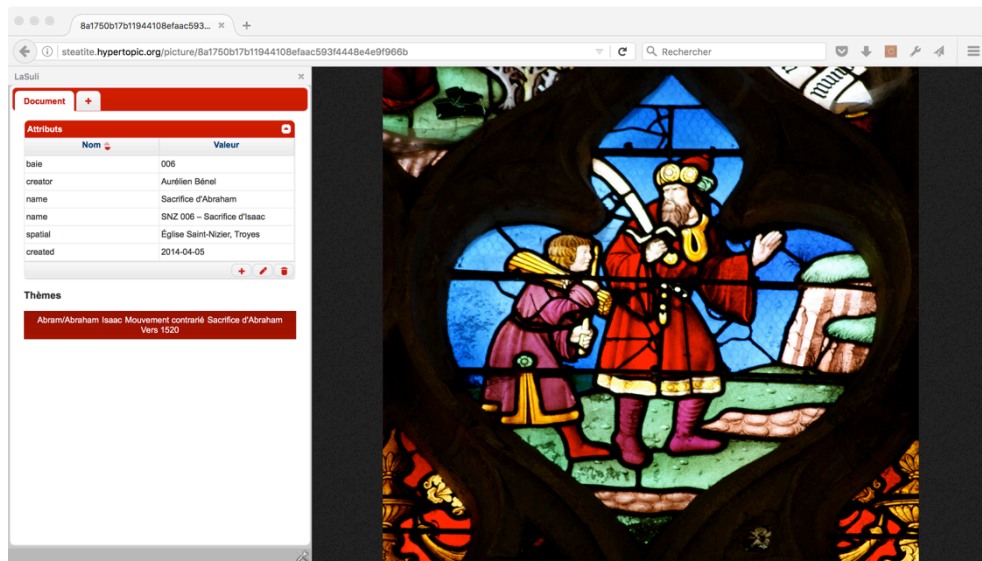 8a1750b17b11944108efaac593... × +
steatite.hypertopic.org/picture/8a1750b17b11944108efaac593f4448e4e9f966b
Rechercher
LaSuli ×
Document +
Attributs
Nom Valeur
baie 006
creator Aurélien Bénel
name Sacrifice d'Abraham
name SNZ 006 – Sacrifice d'Isaac
spatial Église Saint-Nizier, Troyes
created 2014-04-05
Thèmes
Abram/Abraham Isaac Mouvement contrarié Sacrifice d'Abraham
Vers 1520